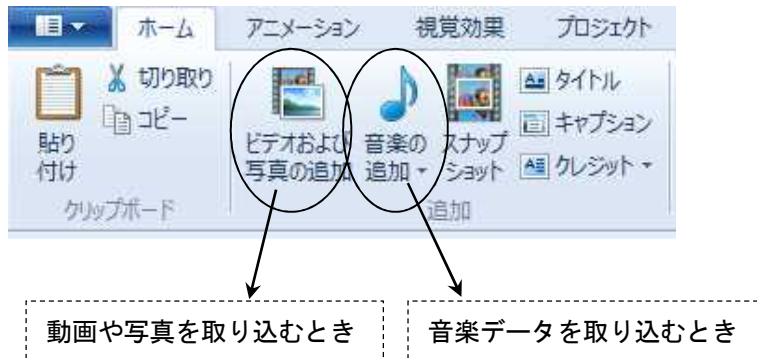 ホーム アニメーション 視覚効果 プロジェクト
切り取り
コピー
貼り
付け
クリップボード
ビデオおよび
写真の追加
音楽の
追加
スナップ
ショット
タイトル
キャプション
クレジット
追加
動画や写真を取り込むとき
音楽データを取り込むとき